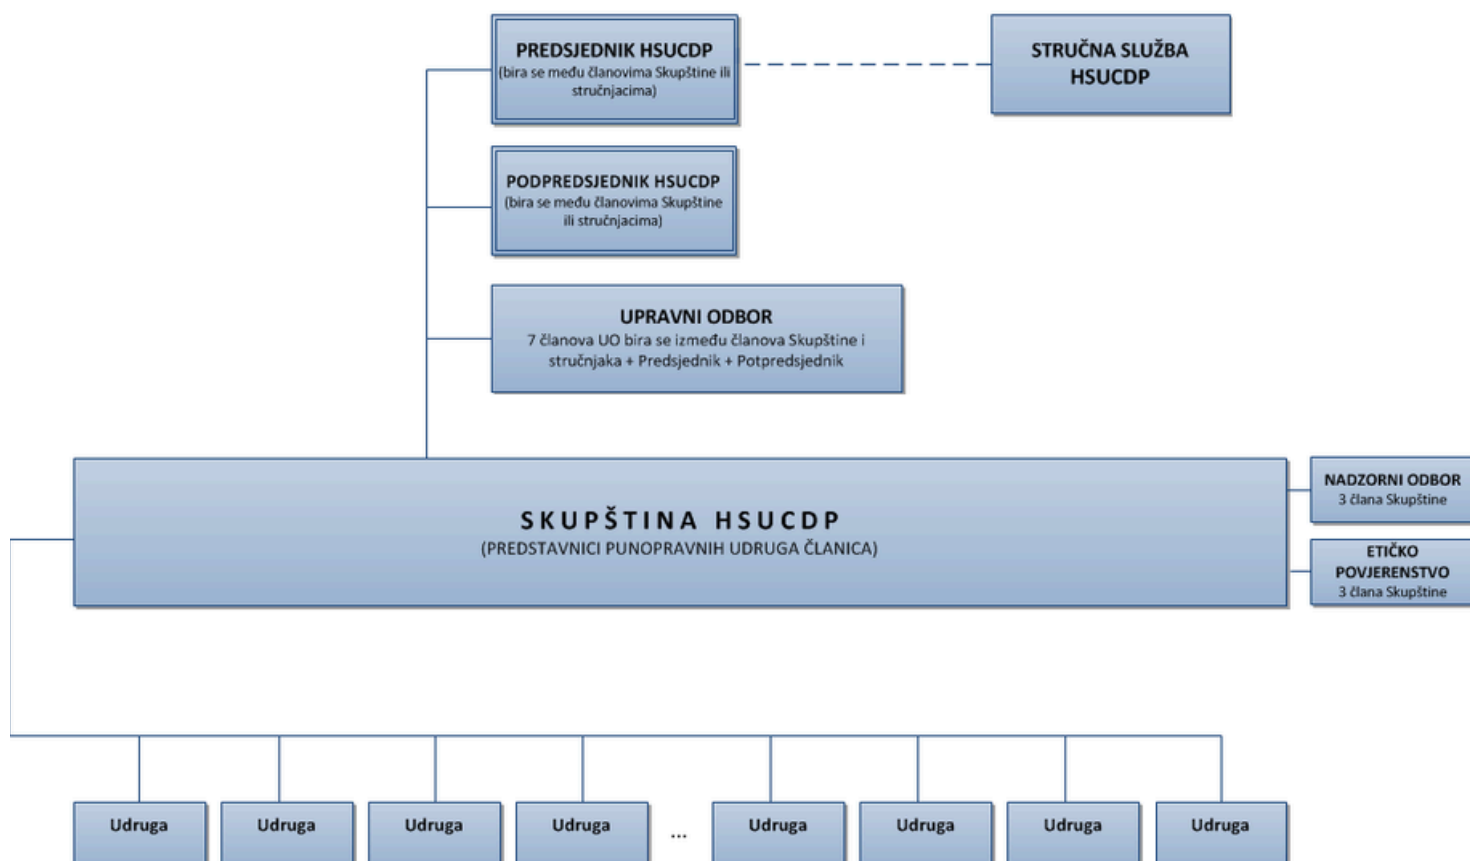 PREDSJEDNIK HSUCDP
(bira se među članovima Skupštine ili
stručnjacima)
STRUČNA SLUŽBA
HSUCDP
PODPREDSJEDNIK HSUCDP
(bira se među članovima Skupštine
ili stručnjacima)
UPRAVNI ODBOR
7 članova UO bira se između članova Skupštine i
stručnjaka + Predsjednik + Potpredsjednik
SKUPŠTINA HSUCDP
(PREDSTAVNICI PUNOPRAVNIH UDRUGA ČLANICA)
NADZORNI ODBOR
3 člana Skupštine
ETIČKO
POVJERENSTVO
3 člana Skupštine
Udruga
Udruga
Udruga
Udruga
...
Udruga
Udruga
Udruga
Udruga